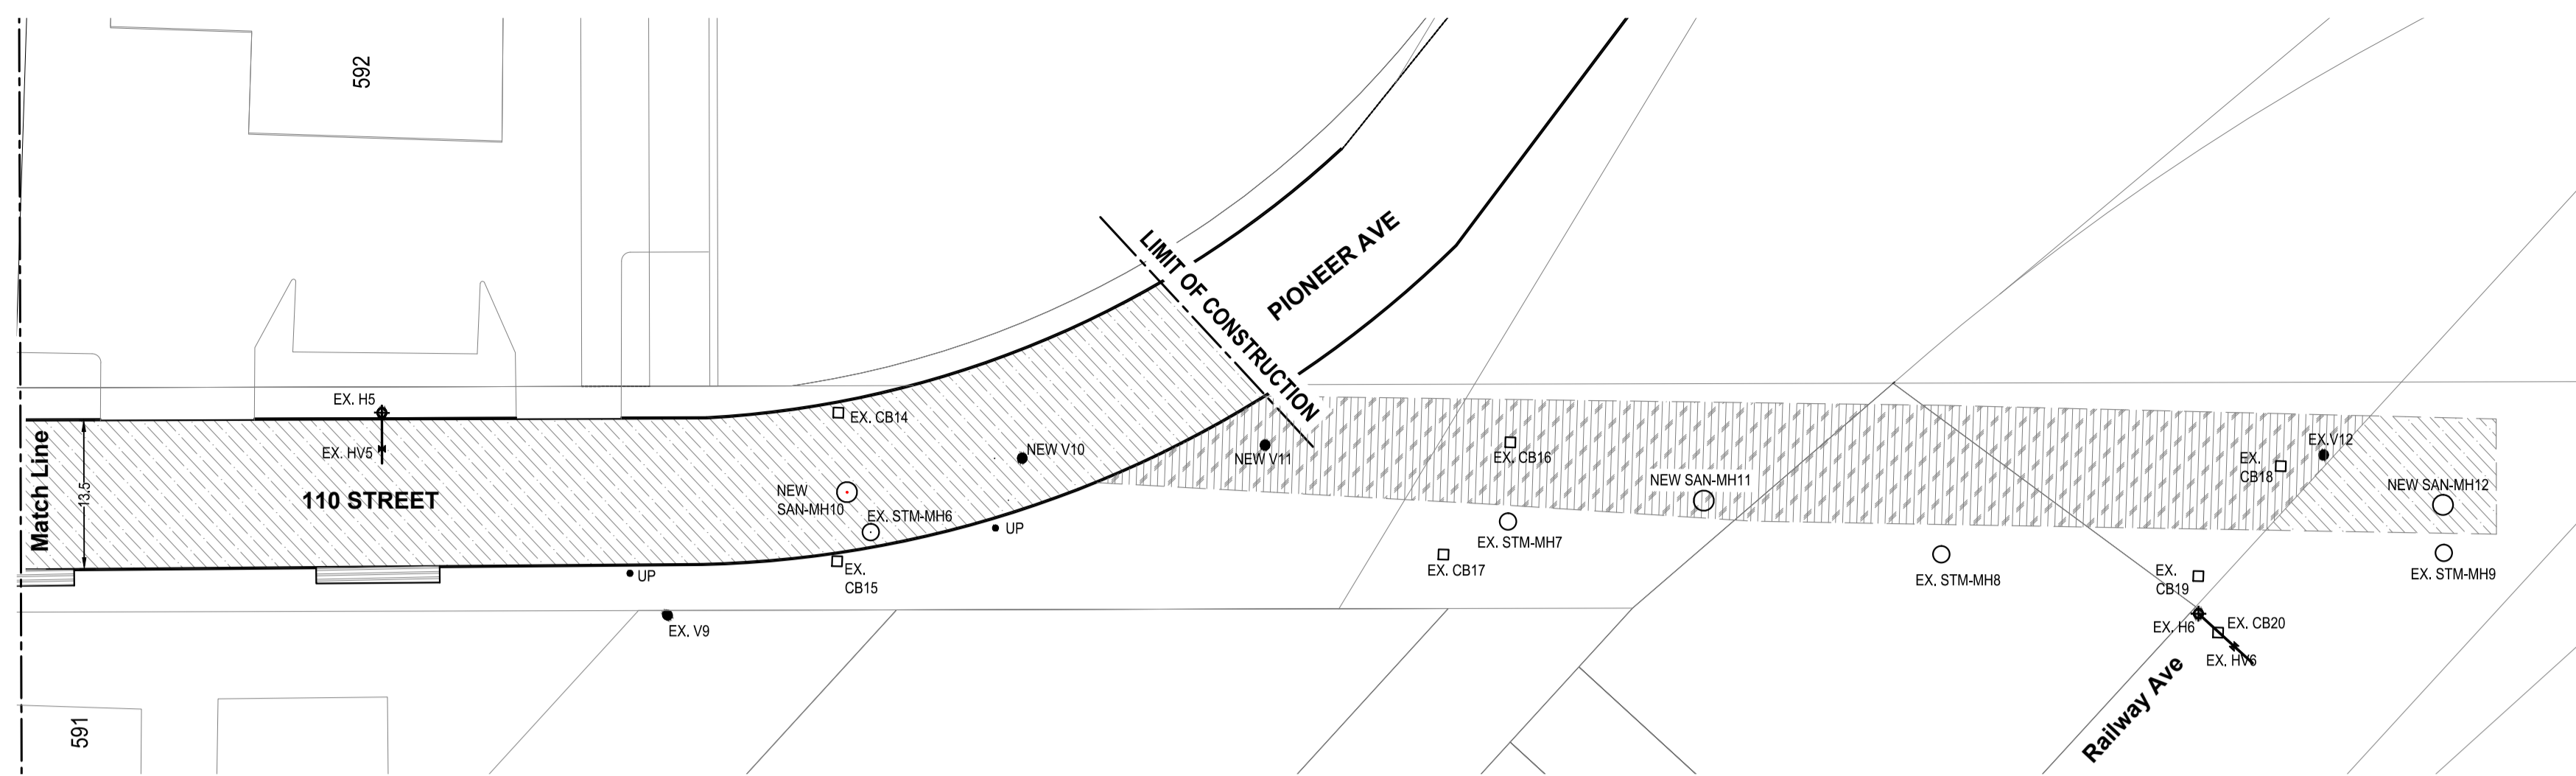 592
LIMIT OF CONSTRUCTION
PIONEER AVE
EX. H5
EX. HV5
EX. CB14
Match Line
13.5
110 STREET
NEW V10
NEW V11
NEW
SAN-MH10
EX. STM-MH6
UP
EX.
CB15
UP
EX. V9
EX. CB16
EX. STM-MH7
EX. CB17
NEW SAN-MH11
EX. STM-MH8
EX.V12
EX.
CB18
NEW SAN-MH12
EX. STM-MH9
EX.
CB19
EX. H6
EX. CB20
EX. HV6
Railway Ave
591